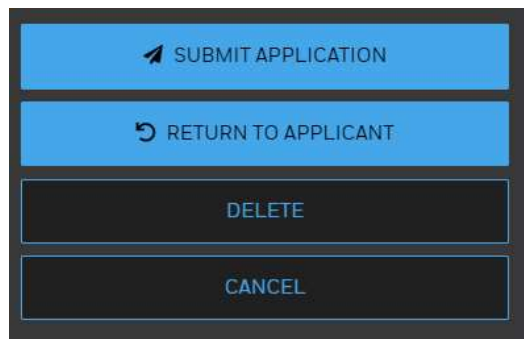 SUBMIT APPLICATION
RETURN TO APPLICANT
DELETE
CANCEL